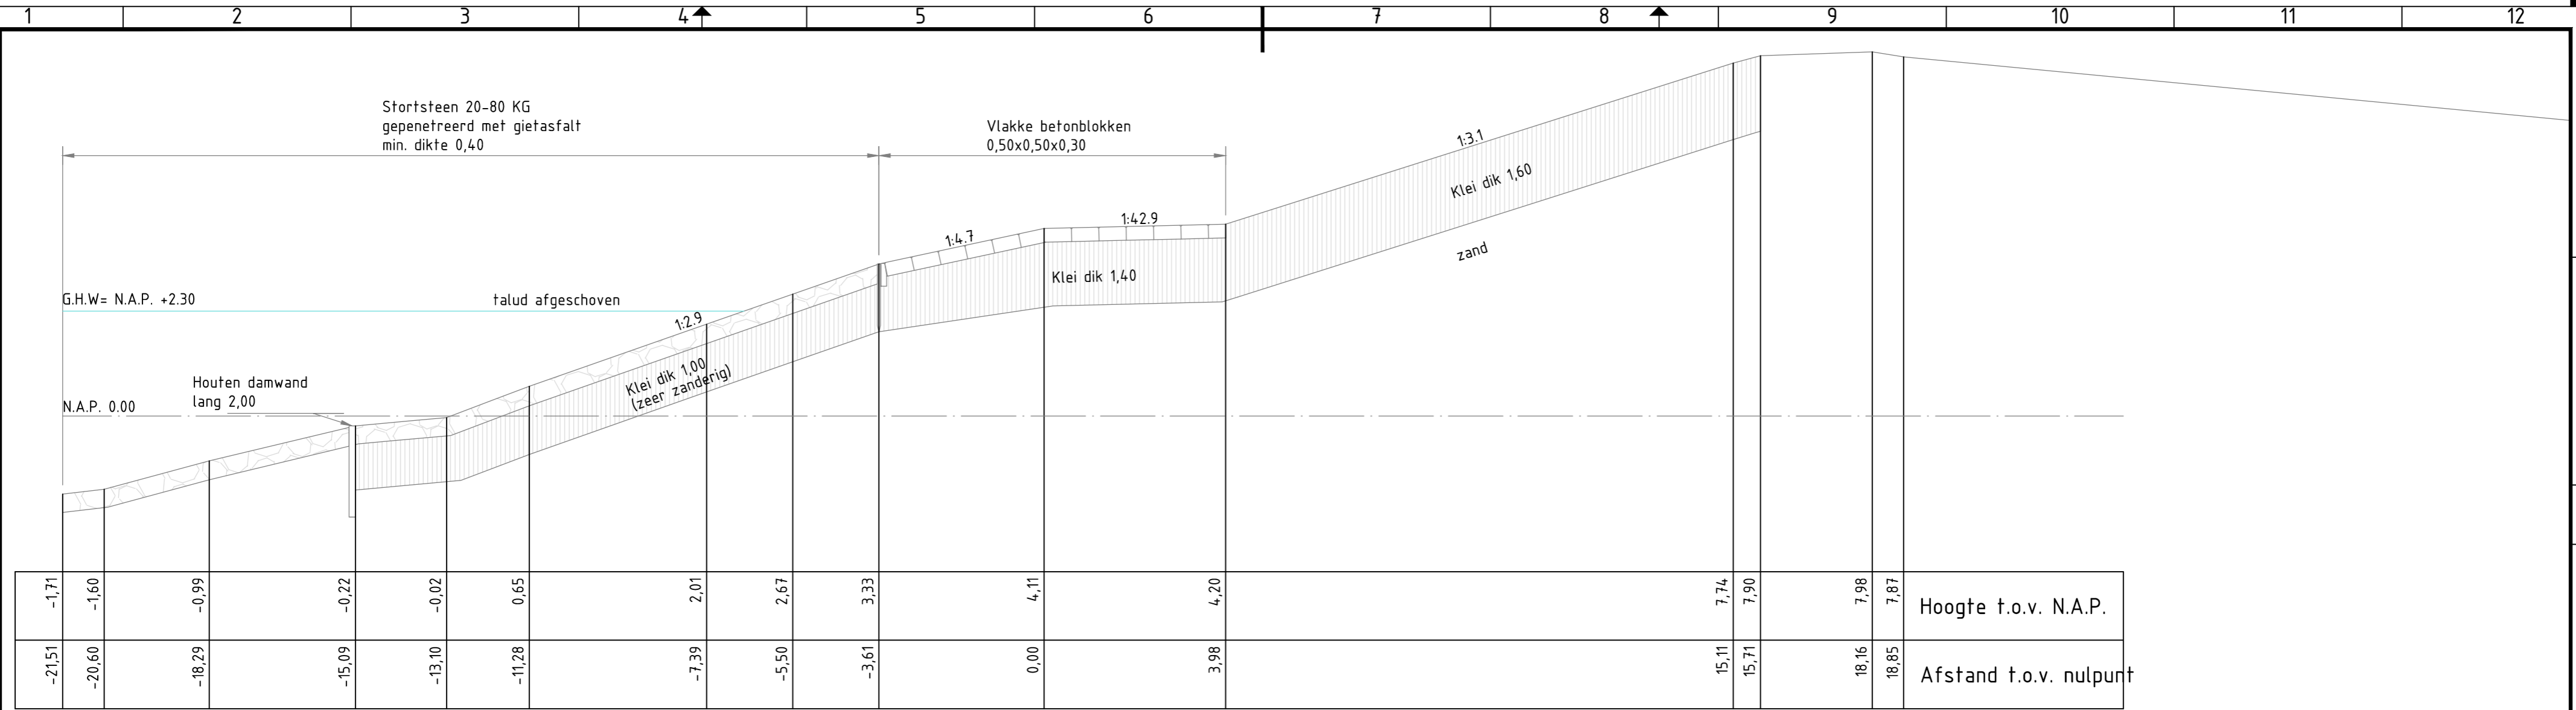 1 2 3 4 5 6 7 8 9 10 11 12
Stortsteen 20-80 KG
gepenetreerd met gietasfalt
min. dikte 0,40
Vlakke betonblokken
0,50x0,50x0,30
1:3.1
Klei dik 1,60
zand
1:42.9
1:4.7
Klei dik 1,40
G.H.W= N.A.P. +2.30
talud afgeschoven
1:2.9
Klei dik 1,00
(zeer zanderig)
Houten damwand
lang 2,00
N.A.P. 0.00
-1,71 -1,60 -0,99 -0,22 -0,02 0,65 2,01 2,67 3,33 4,11 4,20 7,74 7,90 7,98 7,87 Hoogte t.o.v. N.A.P.
-21,51 -20,60 -18,29 -15,09 -13,10 -11,28 -7,39 -5,50 -3,61 0,00 3,98 15,11 15,71 18,16 18,85 Afstand t.o.v. nulpunt